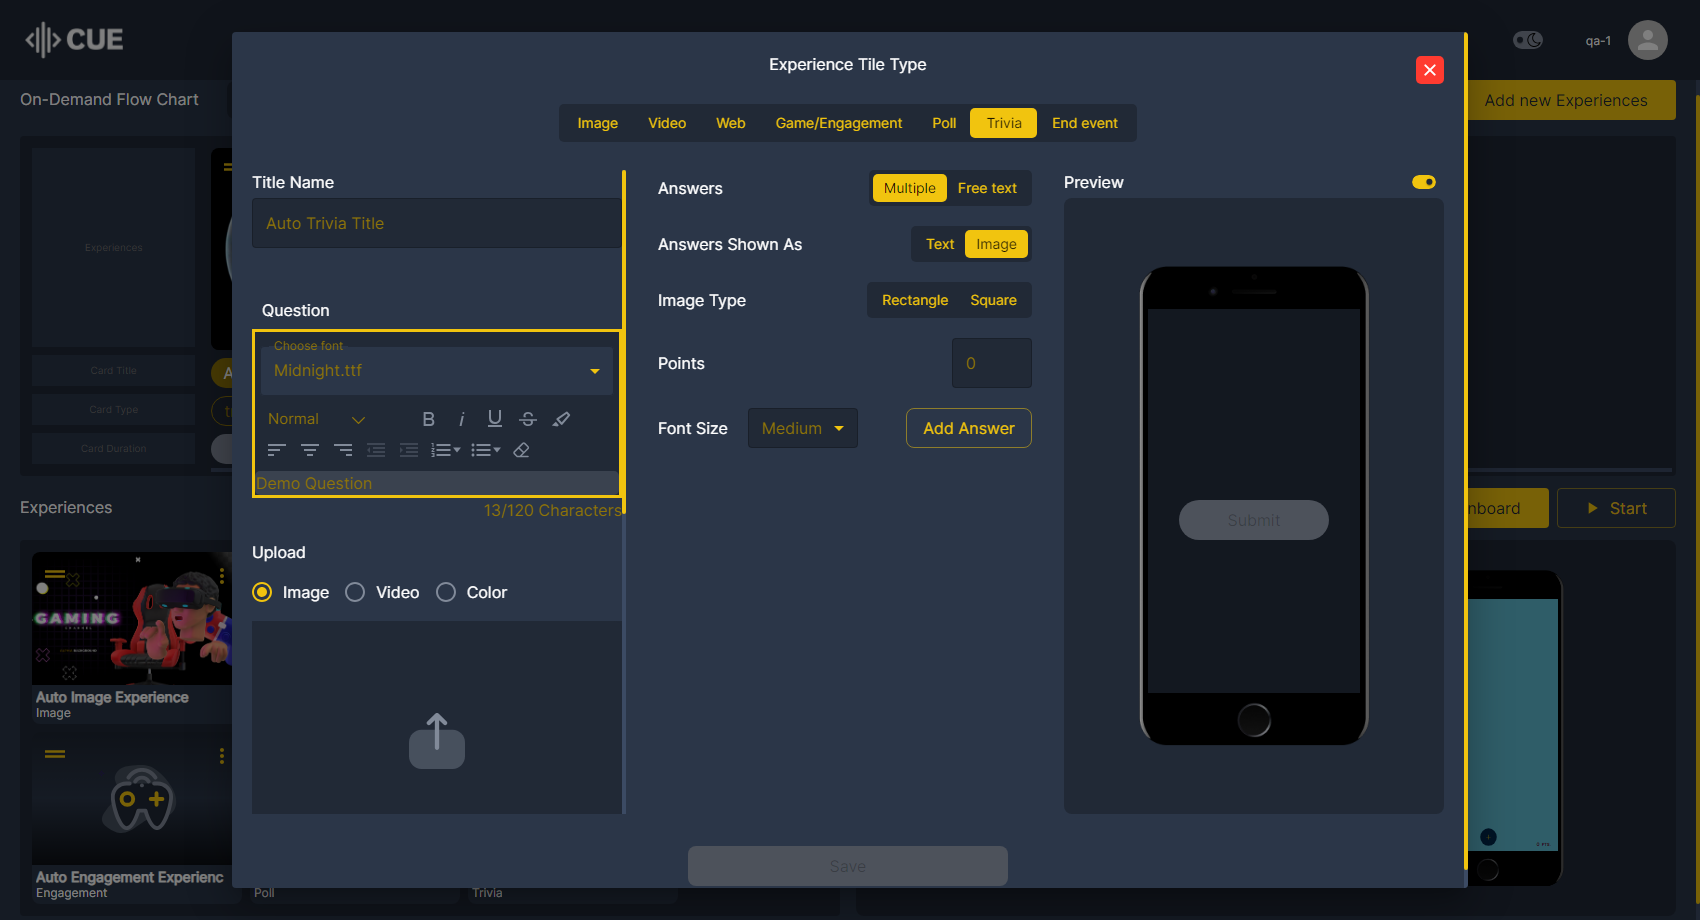 CUE
qa-1
On-Demand Flow Chart
Add new Experiences
Experience Tile Type
Image Video Web Game/Engagement Poll Trivia End event
Title Name
Auto Trivia Title
Question
Choose font
Midnight.ttf
Normal
B i U S
Demo Question
13/120 Characters
Upload
Image Video Color
Answers
Multiple Free text
Answers Shown As
Text Image
Image Type
Rectangle Square
Points
0
Font Size
Medium
Add Answer
Preview
Submit
Save
Experiences
Card Title
Card Type
Card Duration
Experiences
Start
GAMING
Auto Image Experience
Image
Auto Engagement Experienc
Engagement
Poll
Trivia